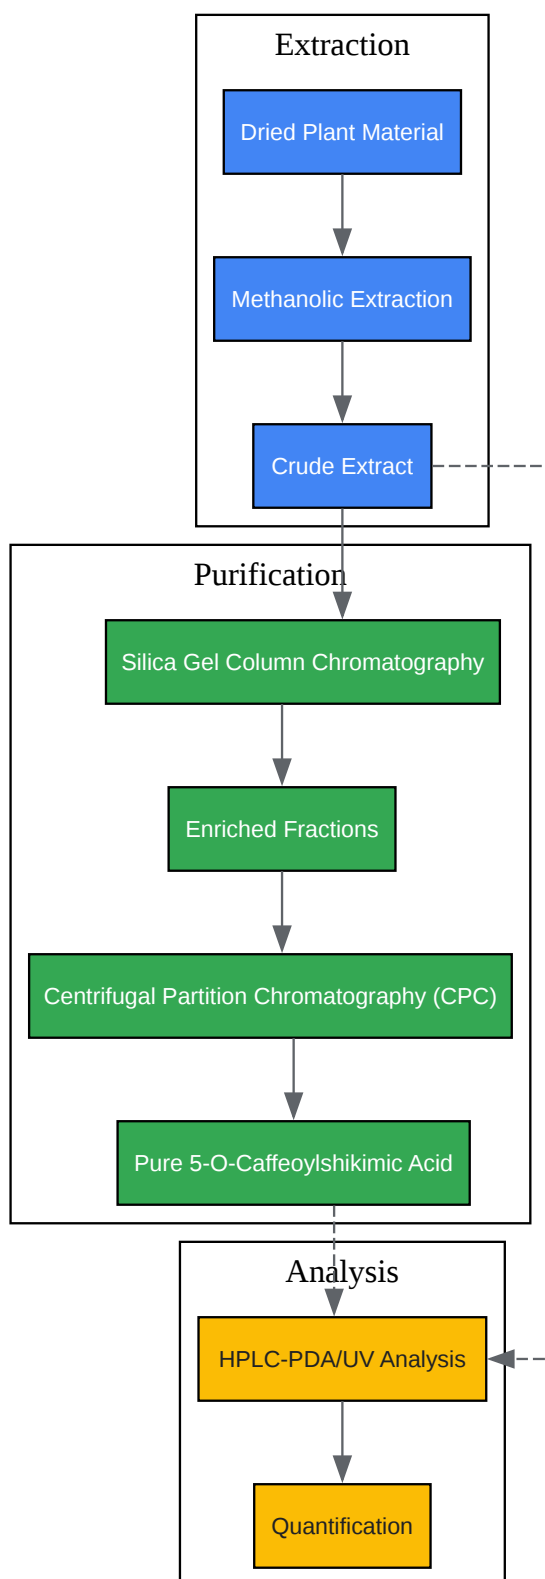 Extraction
Dried Plant Material
Methanolic Extraction
Crude Extract
Purification
Silica Gel Column Chromatography
Enriched Fractions
Centrifugal Partition Chromatography (CPC)
Pure 5-O-Caffeoylshikimic Acid
Analysis
HPLC-PDA/UV Analysis
Quantification